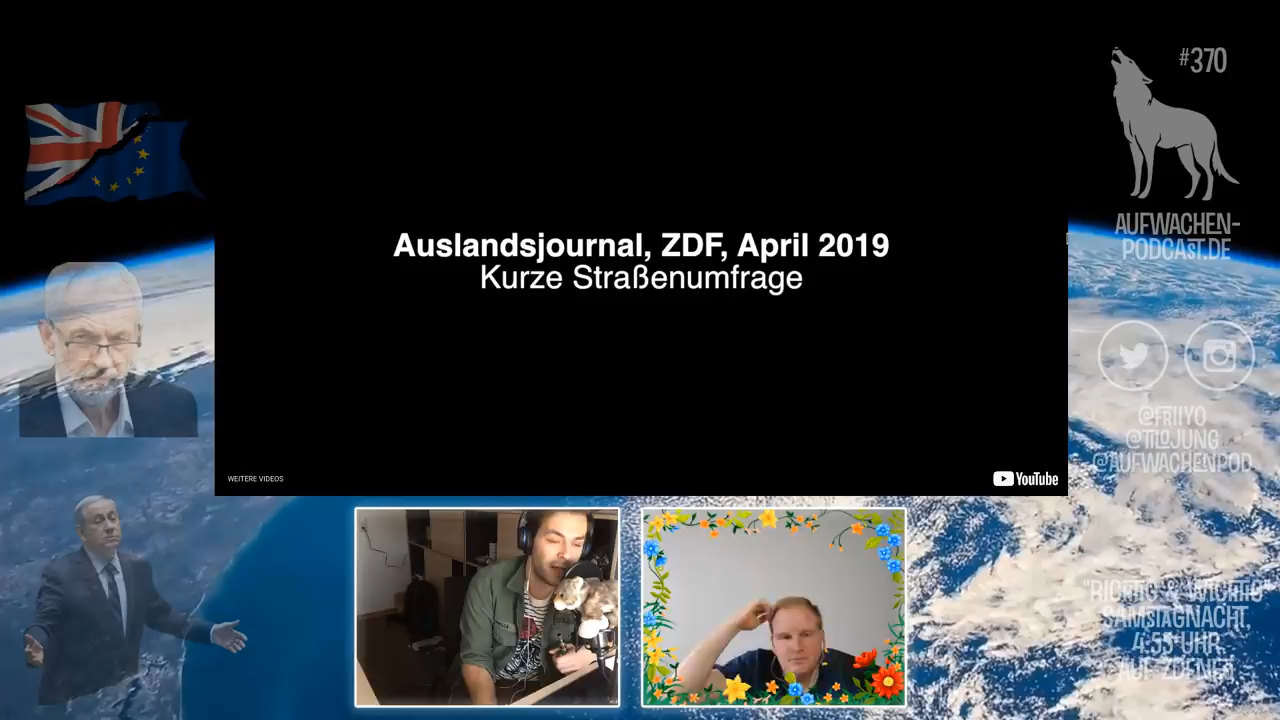 #370
AUFWACHEN-
PODCAST.DE
Auslandsjournal, ZDF, April 2019
Kurze Straßenumfrage
@FRIIYO
@TILOJUNG
@AUFWACHENPOD
WEITERE VIDEOS
YouTube
"RICHTIG & WICHTIG"
SAMSTAGNACHT,
4:55 UHR
AUF ZDFNEO